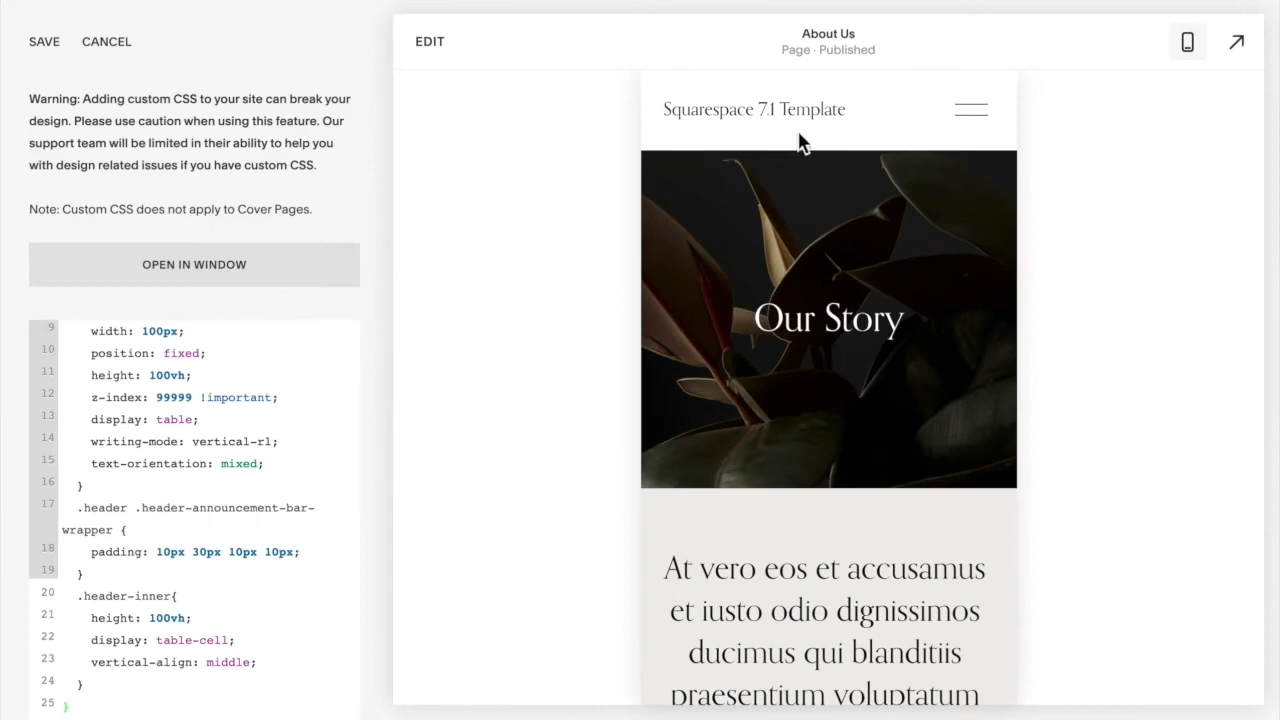 SAVE CANCEL
Warning: Adding custom CSS to your site can break your
design. Please use caution when using this feature. Our
support team will be limited in their ability to help you
with design related issues if you have custom CSS.
Note: Custom CSS does not apply to Cover Pages.
OPEN IN WINDOW
9 width: 100px;
10 position: fixed;
11 height: 100vh;
12 z-index: 99999 !important;
13 display: table;
14 writing-mode: vertical-rl;
15 text-orientation: mixed;
16 }
17 .header .header-announcement-bar-
wrapper {
18 padding: 10px 30px 10px 10px;
19 }
20 .header-inner{
21 height: 100vh;
22 display: table-cell;
23 vertical-align: middle;
24 }
25 }
EDIT
About Us
Page · Published
Squarespace 7.1 Template
Our Story
At vero eos et accusamus
et iusto odio dignissimos
ducimus qui blanditiis
praesentium voluptatum